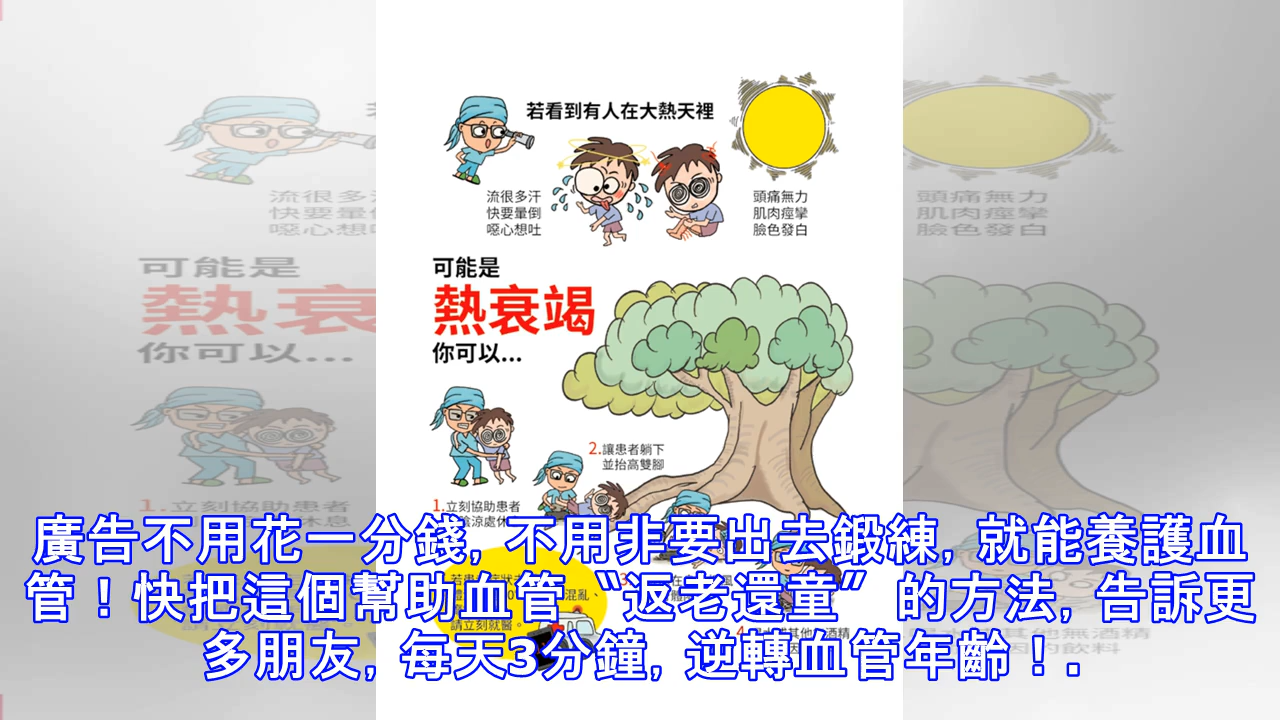 若看到有人在大熱天裡
流很多汗
快要暈倒
噁心想吐
頭痛無力
肌肉痙攣
臉色發白
可能是
熱衰竭
你可以...
2.讓患者躺下
並抬高雙腳
1.立刻協助患者
陰涼處休
請立刻就醫。
廣告不用花一分錢, 不用非要出去鍛練, 就能養護血
管！快把這個幫助血管〝返老還童〞的方法, 告訴更
多朋友, 每天3分鐘, 逆轉血管年齡！.